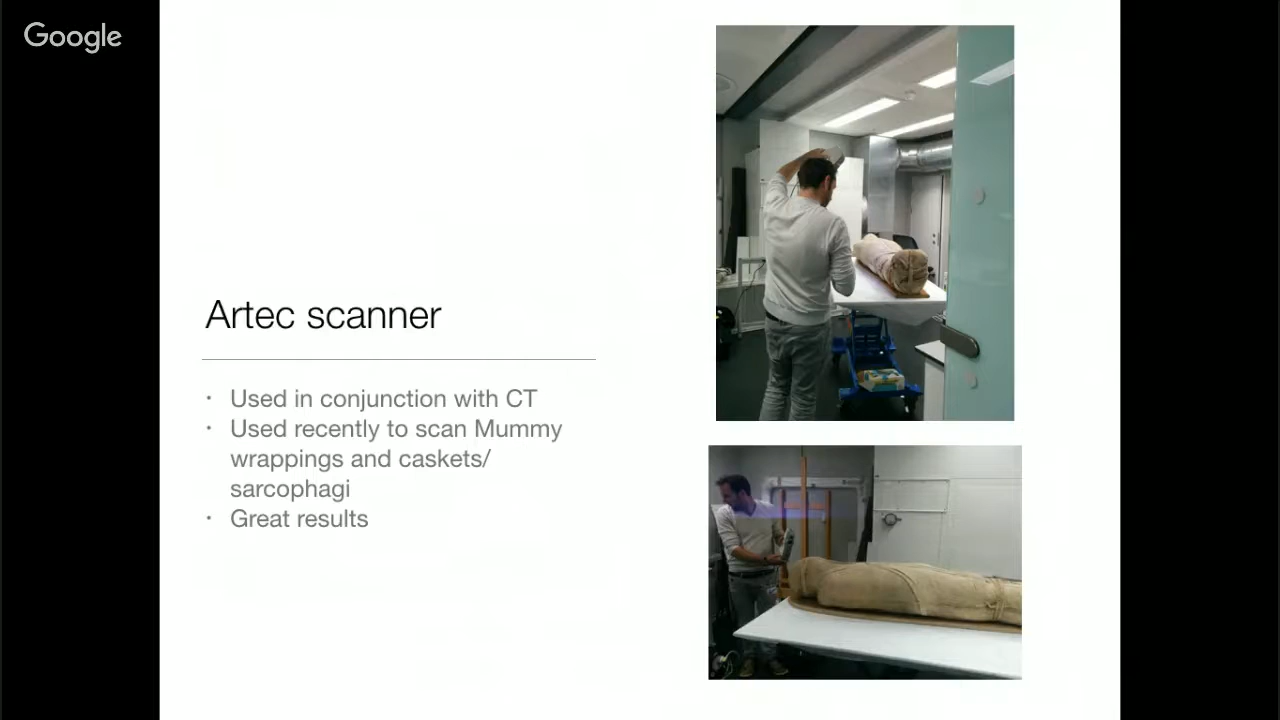 Google
Artec scanner
• Used in conjunction with CT
• Used recently to scan Mummy
wrappings and caskets/
sarcophagi
• Great results